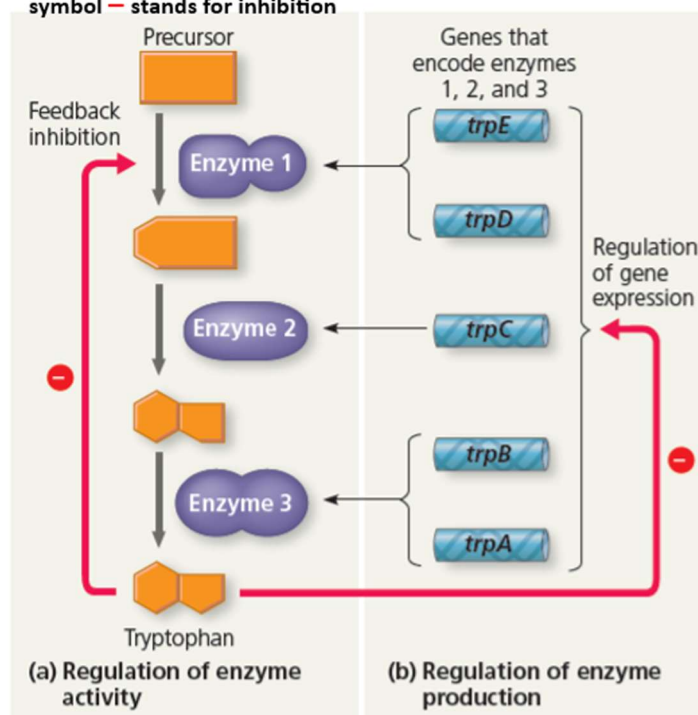 symbol — stands for inhibition
Precursor
Feedback
inhibition
Enzyme 1
Enzyme 2
Enzyme 3
Tryptophan
(a) Regulation of enzyme
activity
Genes that
encode enzymes
1, 2, and 3
trpE
trpD
trpC
trpB
trpA
Regulation
of gene
expression
(b) Regulation of enzyme
production
−
−